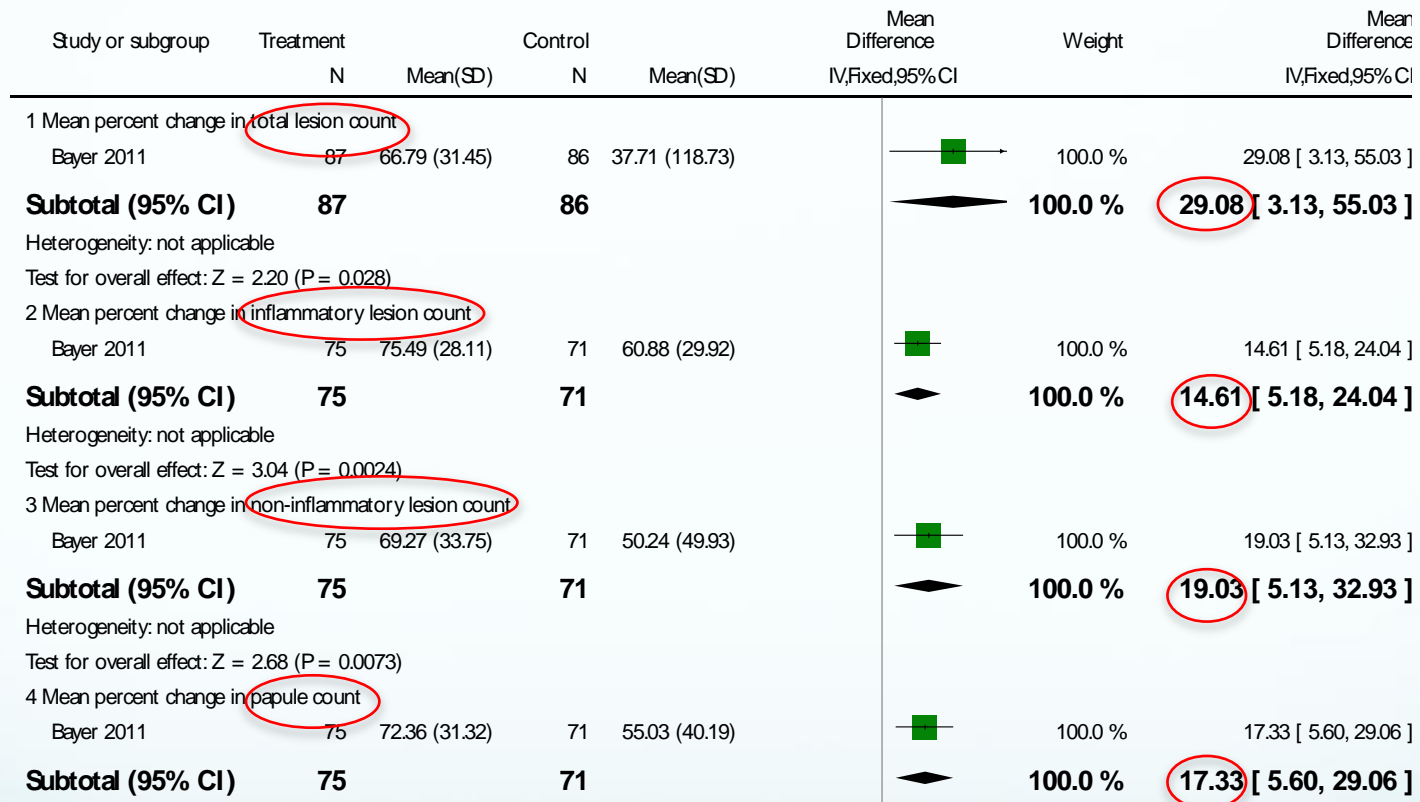 Mean Mean
Study or subgroup Treatment Control Difference Weight Difference
N Mean(SD) N Mean(SD) IV,Fixed,95% CI IV,Fixed,95% CI
1 Mean percent change in total lesion count
Bayer 2011 87 66.79 (31.45) 86 37.71 (118.73) 100.0 % 29.08 [ 3.13, 55.03 ]
Subtotal (95% CI) 87 86 100.0 % 29.08 [ 3.13, 55.03 ]
Heterogeneity: not applicable
Test for overall effect: Z = 2.20 (P = 0.028)
2 Mean percent change in inflammatory lesion count
Bayer 2011 75 75.49 (28.11) 71 60.88 (29.92) 100.0 % 14.61 [ 5.18, 24.04 ]
Subtotal (95% CI) 75 71 100.0 % 14.61 [ 5.18, 24.04 ]
Heterogeneity: not applicable
Test for overall effect: Z = 3.04 (P = 0.0024)
3 Mean percent change in non-inflammatory lesion count
Bayer 2011 75 69.27 (33.75) 71 50.24 (49.93) 100.0 % 19.03 [ 5.13, 32.93 ]
Subtotal (95% CI) 75 71 100.0 % 19.03 [ 5.13, 32.93 ]
Heterogeneity: not applicable
Test for overall effect: Z = 2.68 (P = 0.0073)
4 Mean percent change in papule count
Bayer 2011 75 72.36 (31.32) 71 55.03 (40.19) 100.0 % 17.33 [ 5.60, 29.06 ]
Subtotal (95% CI) 75 71 100.0 % 17.33 [ 5.60, 29.06 ]